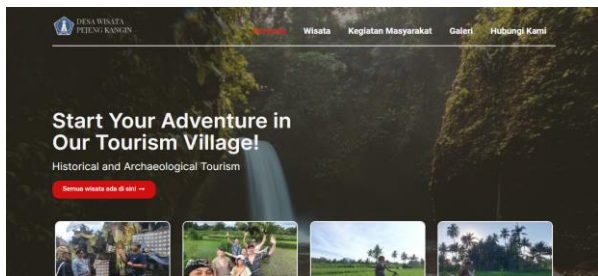 DESA WISATA
PEJENG KANGIN
Wisata Kegiatan Masyarakat Galeri Hubungi Kami
Start Your Adventure in
Our Tourism Village!
Historical and Archaeological Tourism
Semua wisata ada di sini →